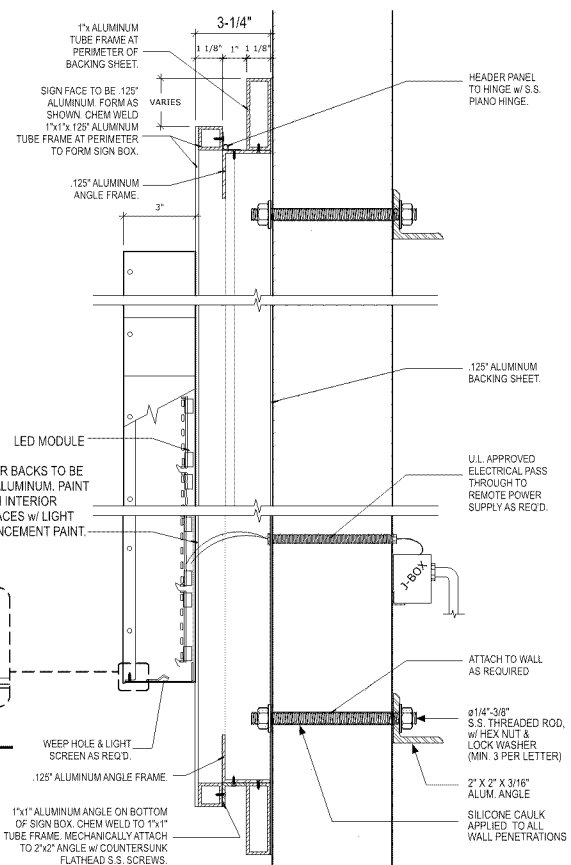 3-1/4"
1 1/8" 1" 1 1/8"
1"x ALUMINUM
TUBE FRAME AT
PERIMETER OF
BACKING SHEET.
SIGN FACE TO BE .125"
ALUMINUM. FORM AS
SHOWN. CHEM WELD
1"x1"x.125" ALUMINUM
TUBE FRAME AT PERIMETER
TO FORM SIGN BOX.
VARIES
HEADER PANEL
TO HINGE w/ S.S.
PIANO HINGE.
.125" ALUMINUM
ANGLE FRAME.
3"
.125" ALUMINUM
BACKING SHEET.
LED MODULE
R BACKS TO BE
ALUMINUM. PAINT
INTERIOR
ACES w/ LIGHT
NCEMENT PAINT.
U.L. APPROVED
ELECTRICAL PASS
THROUGH TO
REMOTE POWER
SUPPLY AS REQ'D.
J-BOX
ATTACH TO WALL
AS REQUIRED
WEEP HOLE & LIGHT
SCREEN AS REQ'D.
.125" ALUMINUM ANGLE FRAME
ø1/4"-3/8"
S.S. THREADED ROD,
w/ HEX NUT &
LOCK WASHER
(MIN. 3 PER LETTER)
2" X 2" X 3/16"
ALUM. ANGLE
SILICONE CAULK
APPLIED TO ALL
WALL PENETRATIONS
1"x1" ALUMINUM ANGLE ON BOTTOM
OF SIGN BOX. CHEM WELD TO 1"x1"
TUBE FRAME. MECHANICALLY ATTACH
TO 2"x2" ANGLE w/ COUNTERSUNK
FLATHEAD S.S. SCREWS.